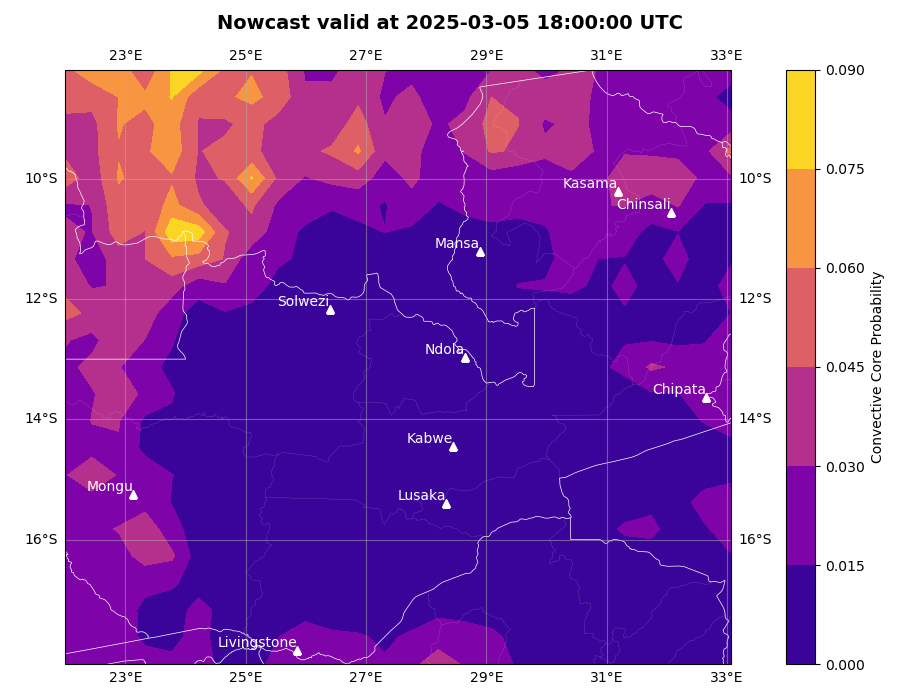 Nowcast valid at 2025-03-05 18:00:00 UTC
23°E 25°E 27°E 29°E 31°E 33°E
0.090
0.075
10°S Kasama 10°S
Chinsali
Mansa
0.060
12°S Solwezi 12°S
Ndola
0.045
Chipata
14°S 14°S
Kabwe
0.030
Mongu
Lusaka
16°S 16°S
0.015
Livingstone
0.000
23°E 25°E 27°E 29°E 31°E 33°E
Convective Core Probability